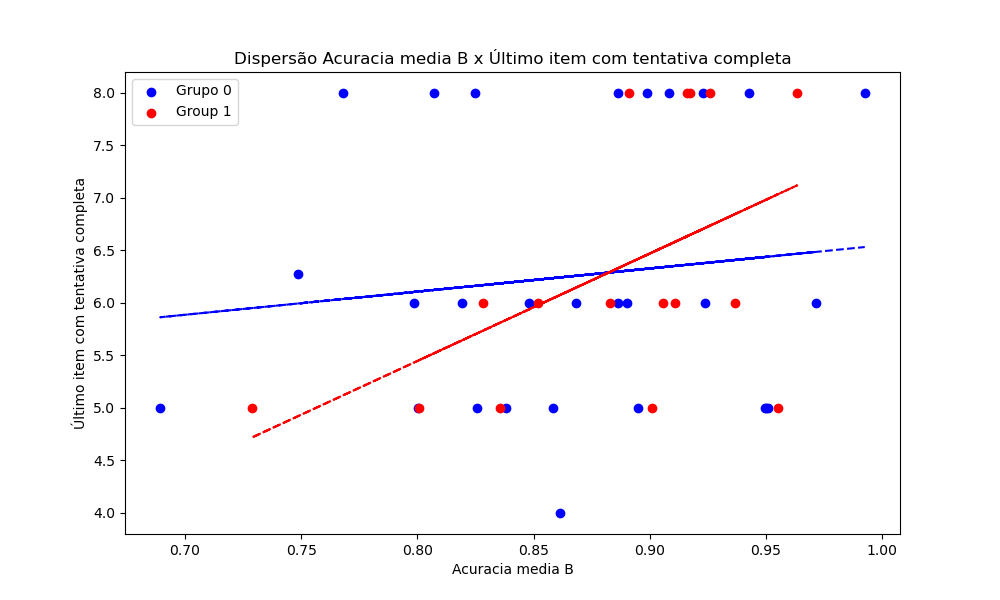 Dispersão Acuracia media B x Último item com tentativa completa
Grupo 0
Group 1
Último item com tentativa completa
8.0
7.5
7.0
6.5
6.0
5.5
5.0
4.5
4.0
0.70 0.75 0.80 0.85 0.90 0.95 1.00
Acuracia media B